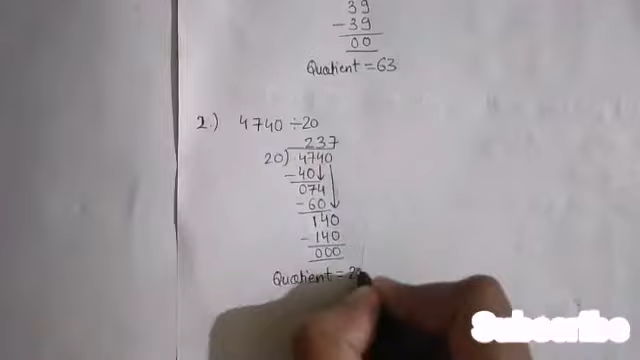 39
-39
00
Quotient = 63
2.) 4740 ÷ 20
237
20) 4740
-40
074
-60
140
-140
000
Quotient = 2
Subscribe